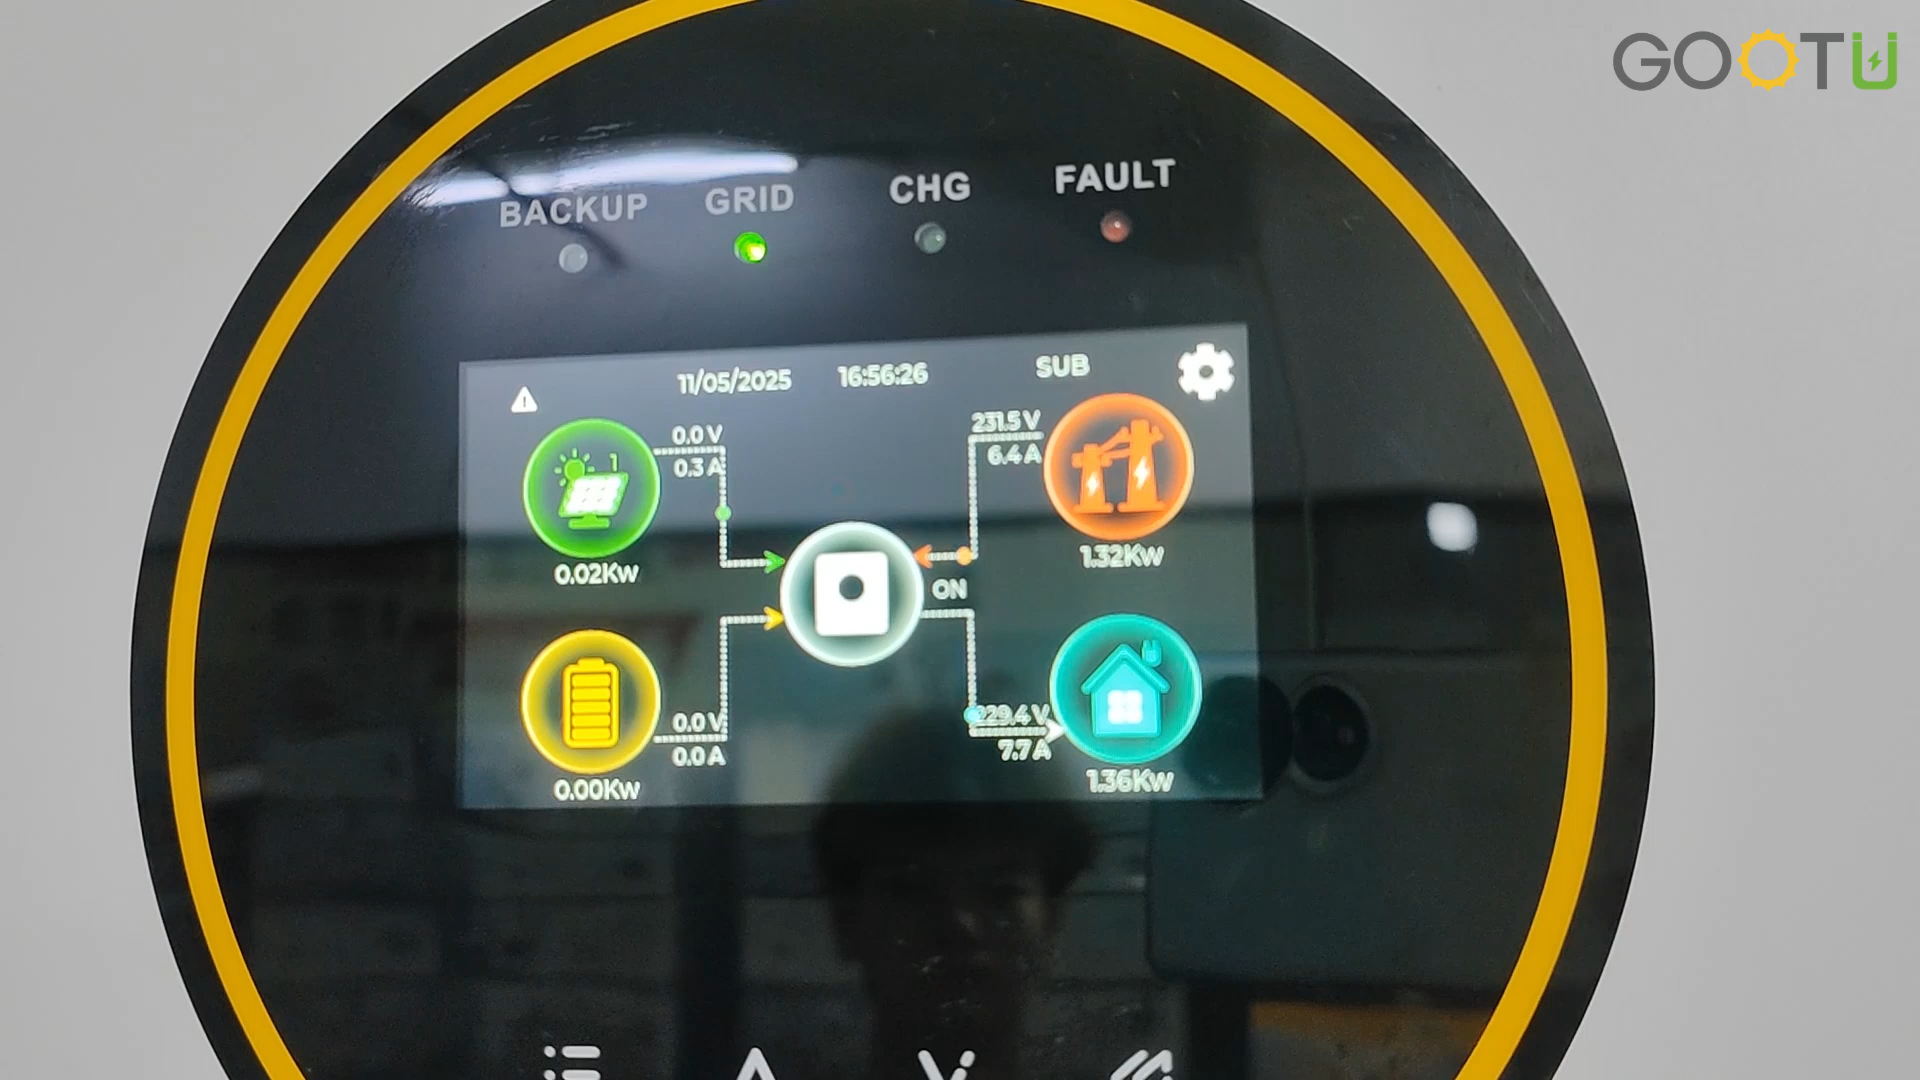 GOOTU
BACKUP GRID CHG FAULT
11/05/2025 16:56:26 SUB
0.0 V
0.3 A
0.02Kw
231.5 V
6.4 A
1.32Kw
ON
0.0 V
0.0 A
0.00Kw
229.4 V
7.7 A
1.36Kw